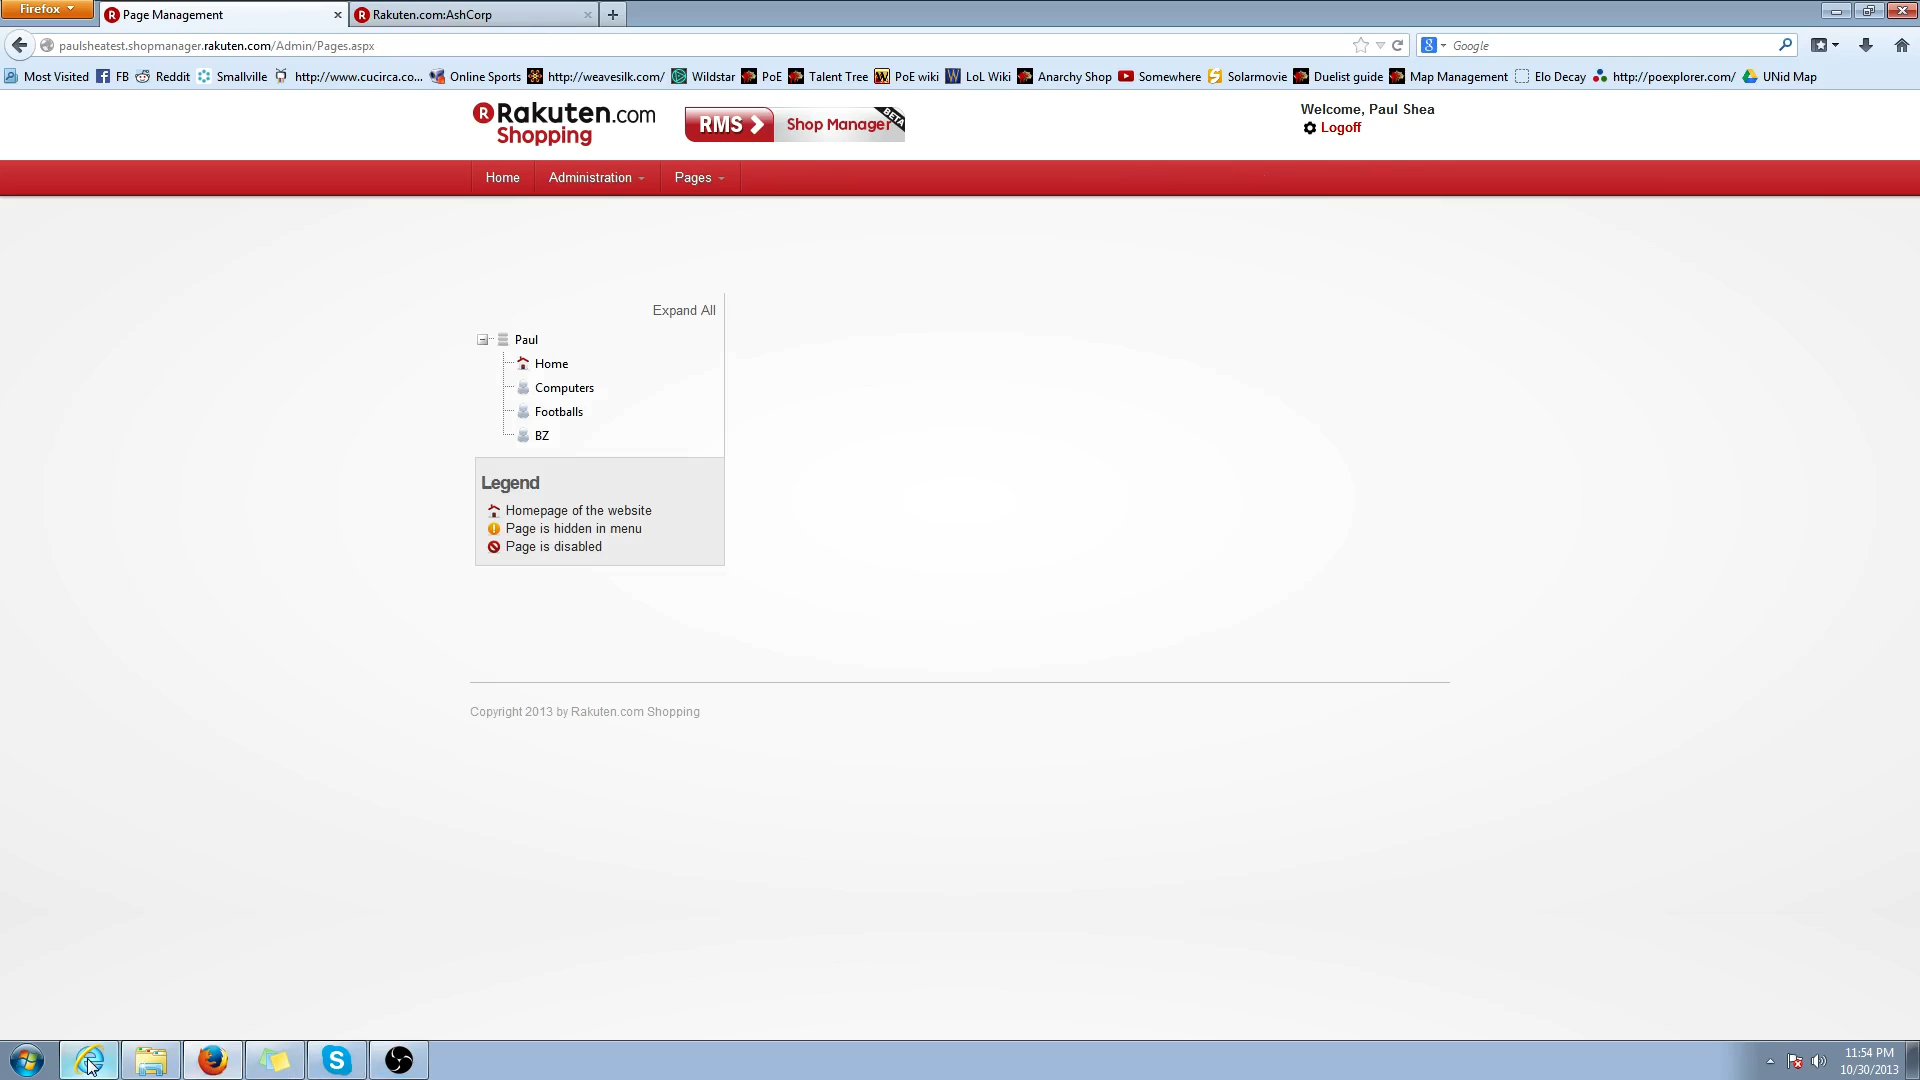 Firefox
Page Management
Rakuten.com:AshCorp
paulsheatest.shopmanager.rakuten.com/Admin/Pages.aspx
Google
Most Visited
FB
Reddit
Smallville
http://www.cucirca.co...
Online Sports
http://weavesilk.com/
Wildstar
PoE
Talent Tree
PoE wiki
LoL Wiki
Anarchy Shop
Somewhere
Solarmovie
Duelist guide
Map Management
Elo Decay
http://poexplorer.com/
UNid Map
Rakuten.com
Shopping
RMS
Shop Manager
BETA
Welcome, Paul Shea
Logoff
Home
Administration
Pages
Expand All
Paul
Home
Computers
Footballs
BZ
Legend
Homepage of the website
Page is hidden in menu
Page is disabled
Copyright 2013 by Rakuten.com Shopping
11:54 PM
10/30/2013